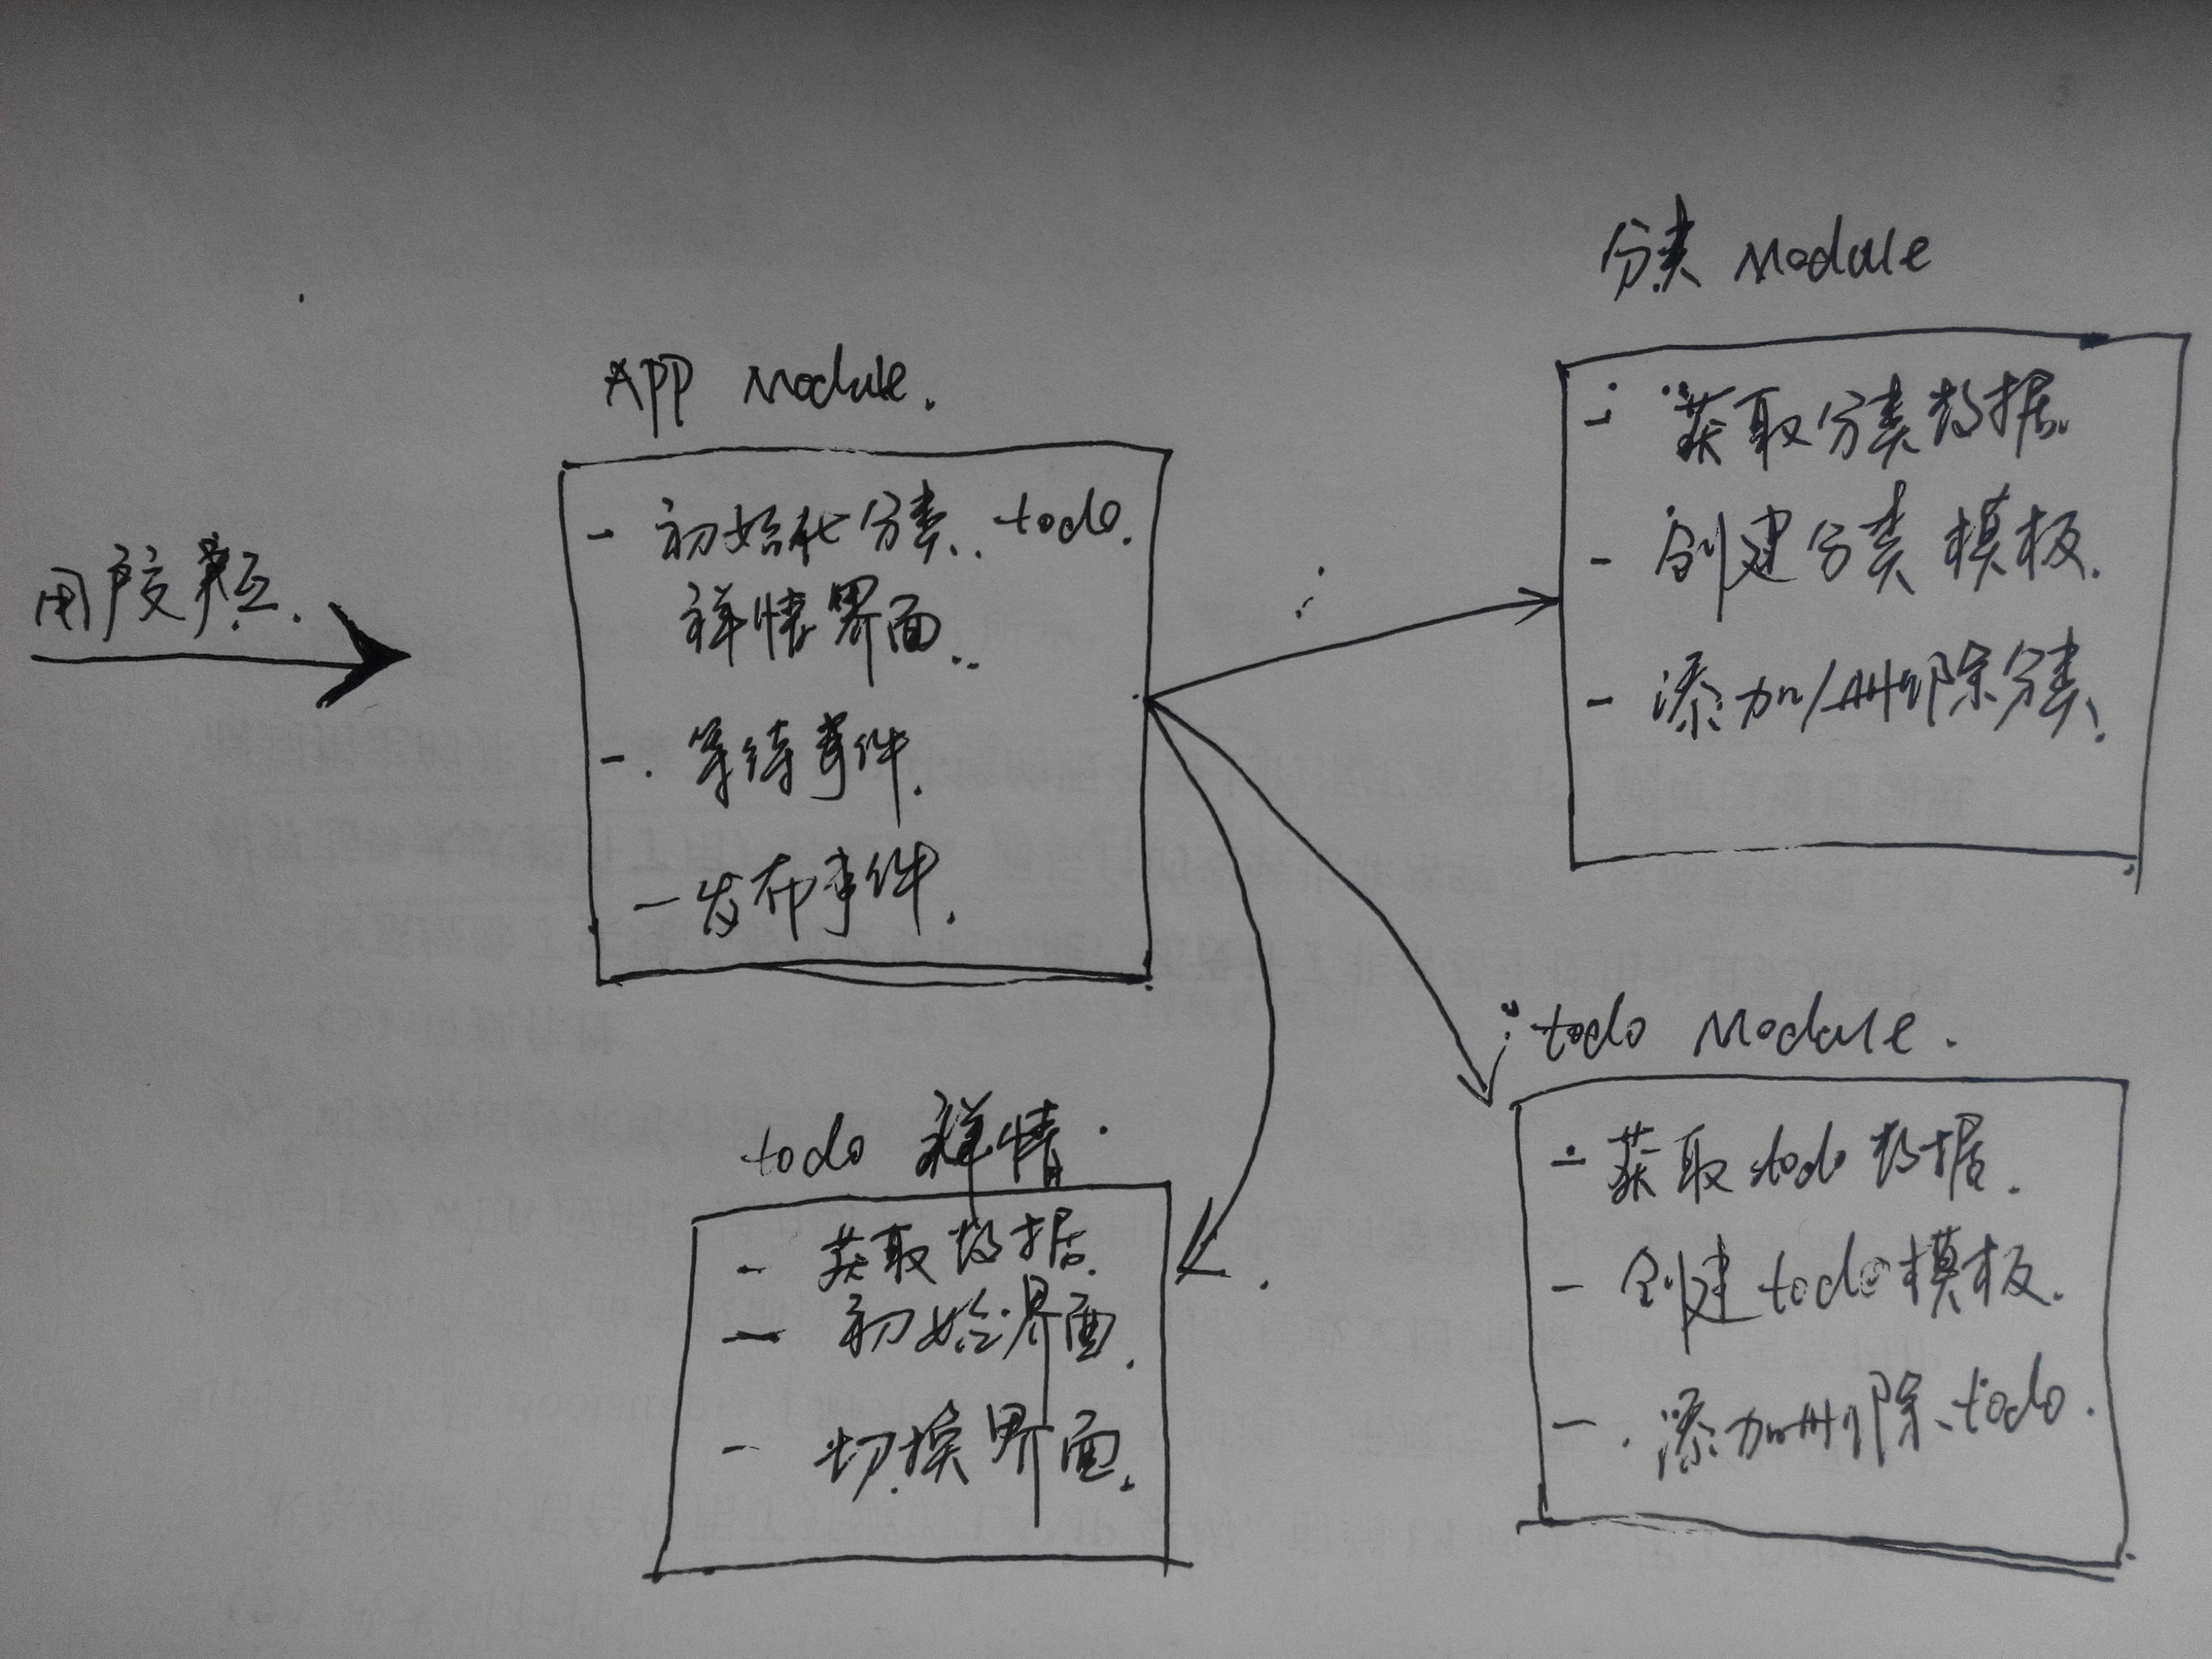 分类 Module
APP Module.
- 获取分类数据.
- 初始化分类. todo.
用户交互.
- 创建分类模板.
详情界面.
- 添加/删除分类.
- 等待事件.
- 发布事件.
todo Module.
todo 详情.
- 获取todo数据.
- 获取数据.
- 创建todo模板.
- 初始界面.
- 添加删除todo.
- 切换界面.